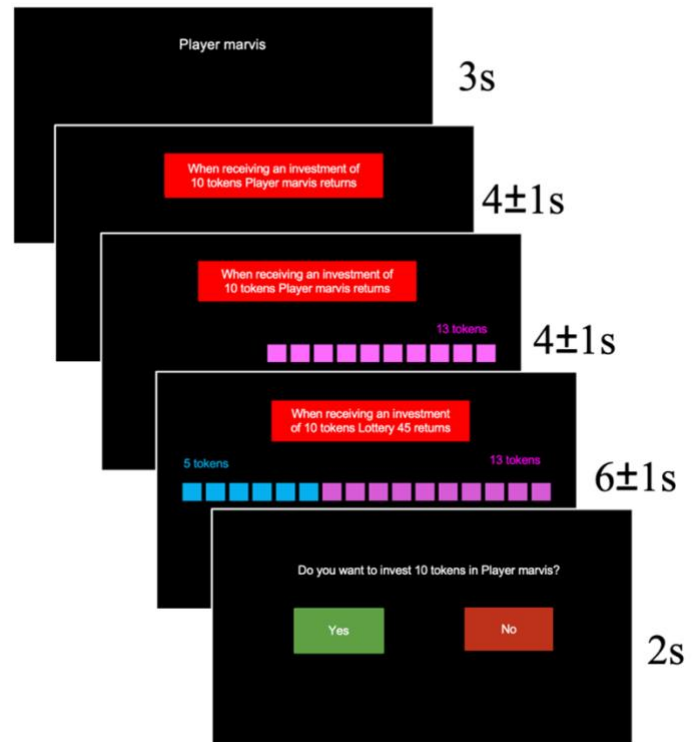 Player marvis
3s
When receiving an investment of
10 tokens Player marvis returns
4±1s
When receiving an investment of
10 tokens Player marvis returns
13 tokens
4±1s
When receiving an investment
of 10 tokens Lottery 45 returns
5 tokens
13 tokens
6±1s
Do you want to invest 10 tokens in Player marvis?
Yes
No
2s